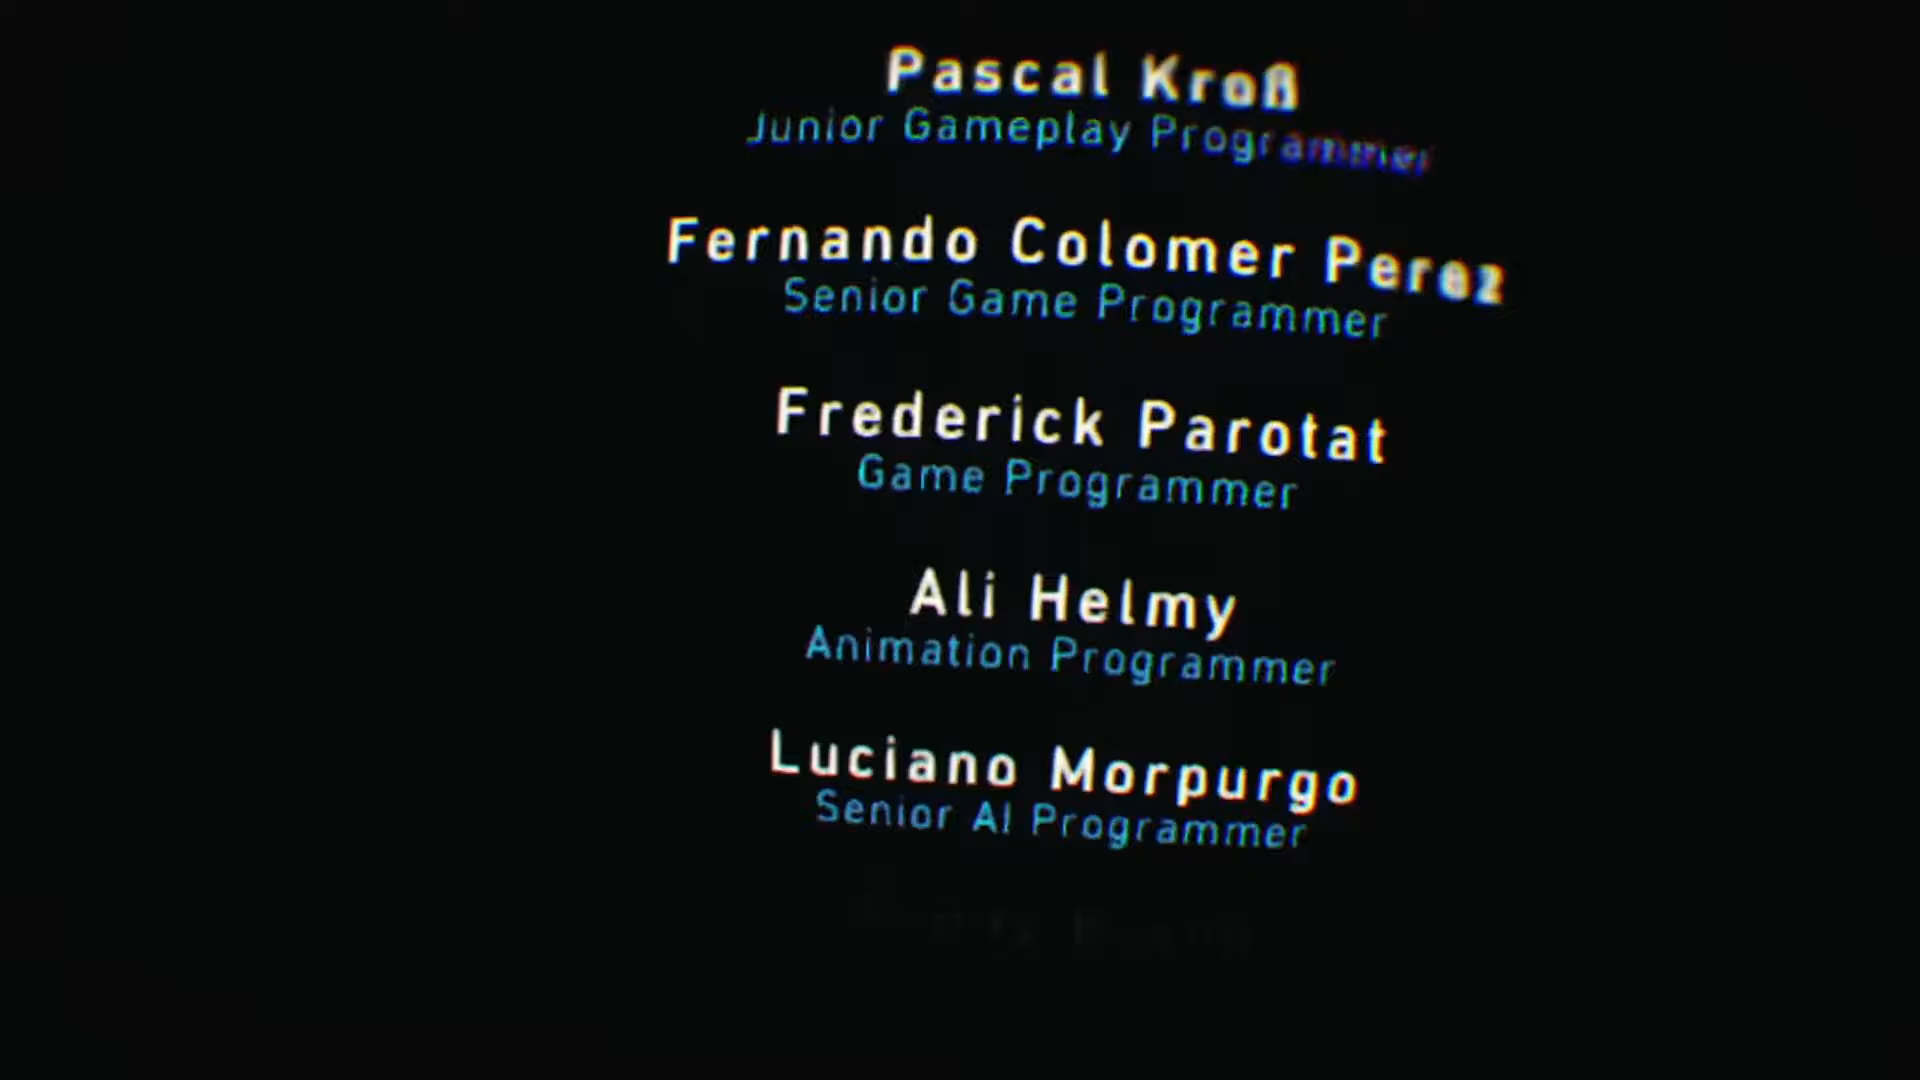 Pascal Kroß
Junior Gameplay Programmer
Fernando Colomer Perez
Senior Game Programmer
Frederick Parotat
Game Programmer
Ali Helmy
Animation Programmer
Luciano Morpurgo
Senior AI Programmer